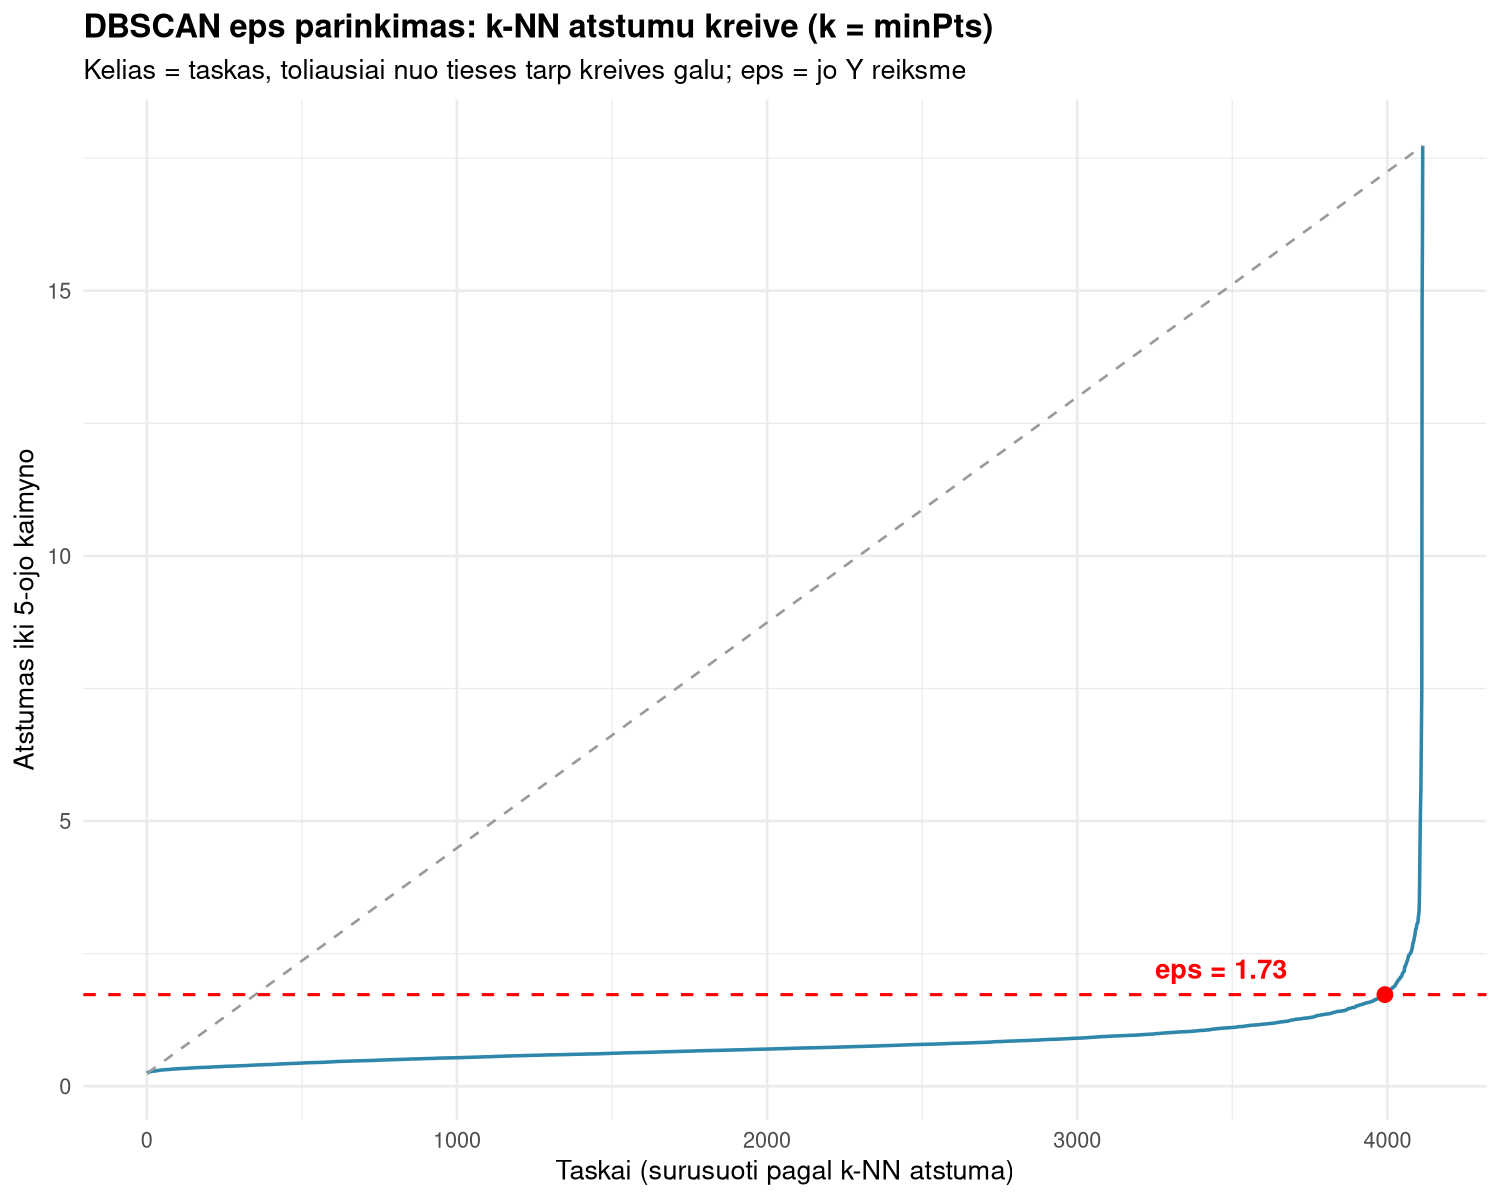 DBSCAN eps parinkimas: k-NN atstumu kreive (k = minPts)
Kelias = taskas, toliausiai nuo tieses tarp kreives galu; eps = jo Y reiksme
Atstumas iki 5-ojo kaimyno
15
10
5
0
eps = 1.73
0 1000 2000 3000 4000
Taskai (surusuoti pagal k-NN atstuma)